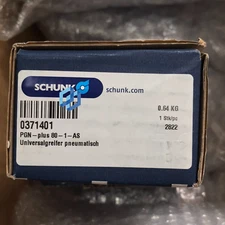 SCHUNK
schunk.com
0371401
0.64 KG
1 Stk/pc
2022
PGN-plus 80-1-AS
Universalgreifer pneumatisch